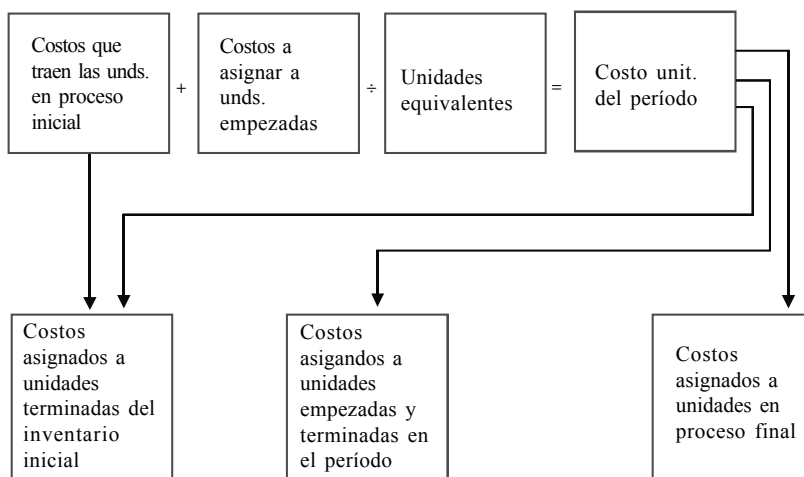 Costos que
traen las unds.
en proceso
inicial
+
Costos a
asignar a
unds.
empezadas
÷
Unidades
equivalentes
=
Costo unit.
del período
Costos
asignados a
unidades
terminadas del
inventario
inicial
Costos
asigandos a
unidades
empezadas y
terminadas en
el período
Costos
asignados a
unidades en
proceso final